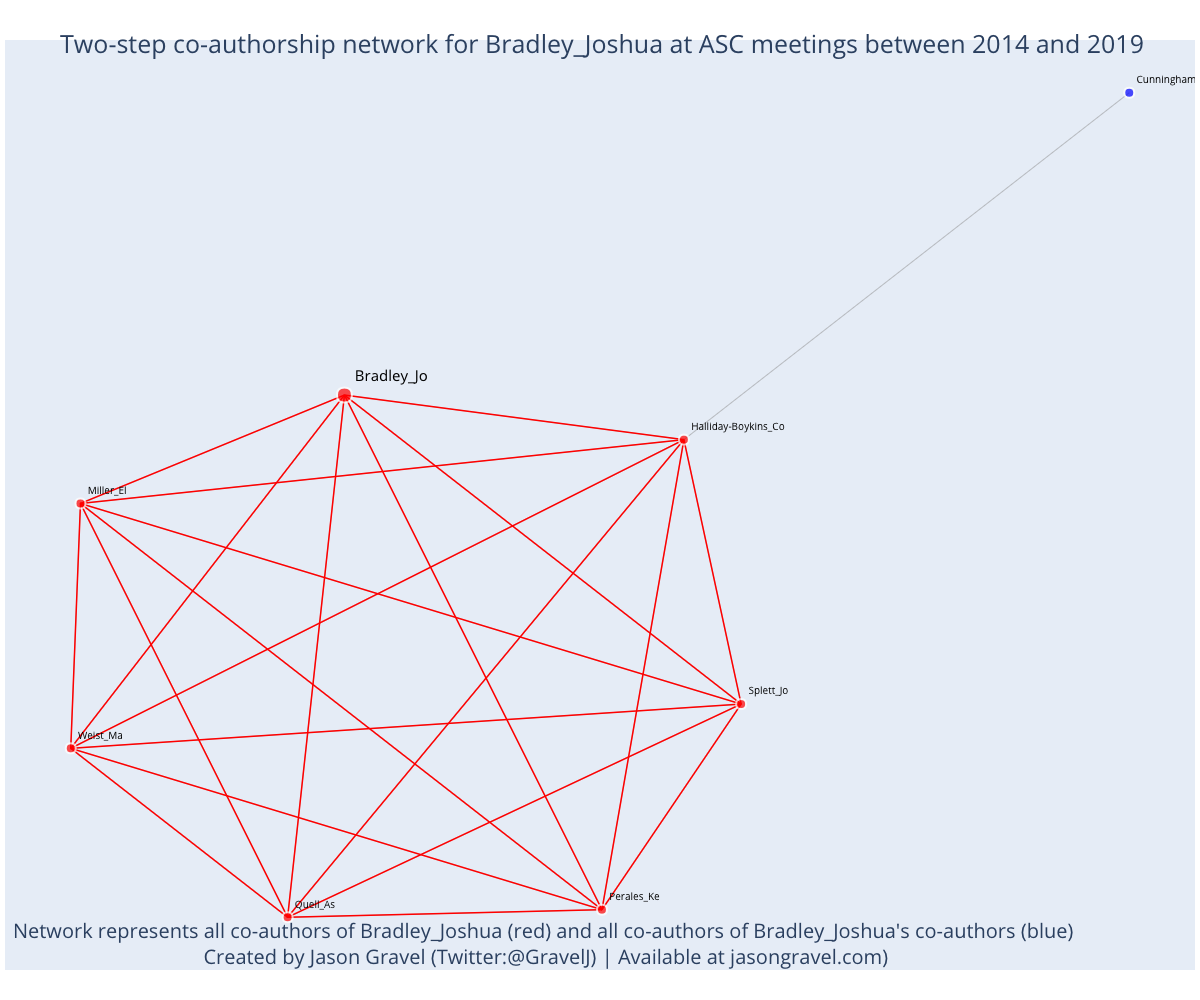 Two-step co-authorship network for Bradley_Joshua at ASC meetings between 2014 and 2019
Cunningham
Bradley_Jo
Halliday-Boykins_Co
Miller_El
Splett_Jo
Weist_Ma
Perales_Ke
Quell_As
Network represents all co-authors of Bradley_Joshua (red) and all co-authors of Bradley_Joshua's co-authors (blue)
Created by Jason Gravel (Twitter:@GravelJ) | Available at jasongravel.com)